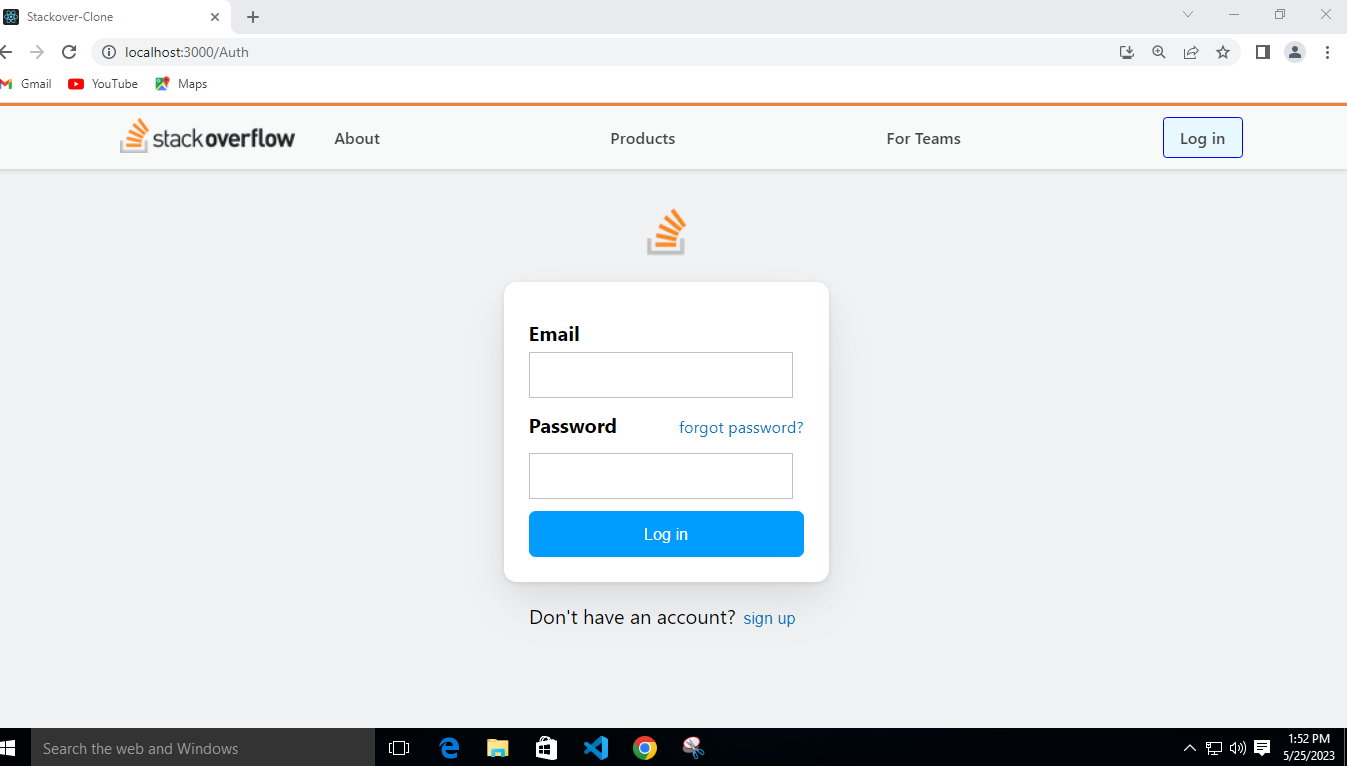 Stackover-Clone
localhost:3000/Auth
Gmail YouTube Maps
stackoverflow About Products For Teams Log in
Email
Password forgot password?
Log in
Don't have an account? sign up
Search the web and Windows
1:52 PM
5/25/2023